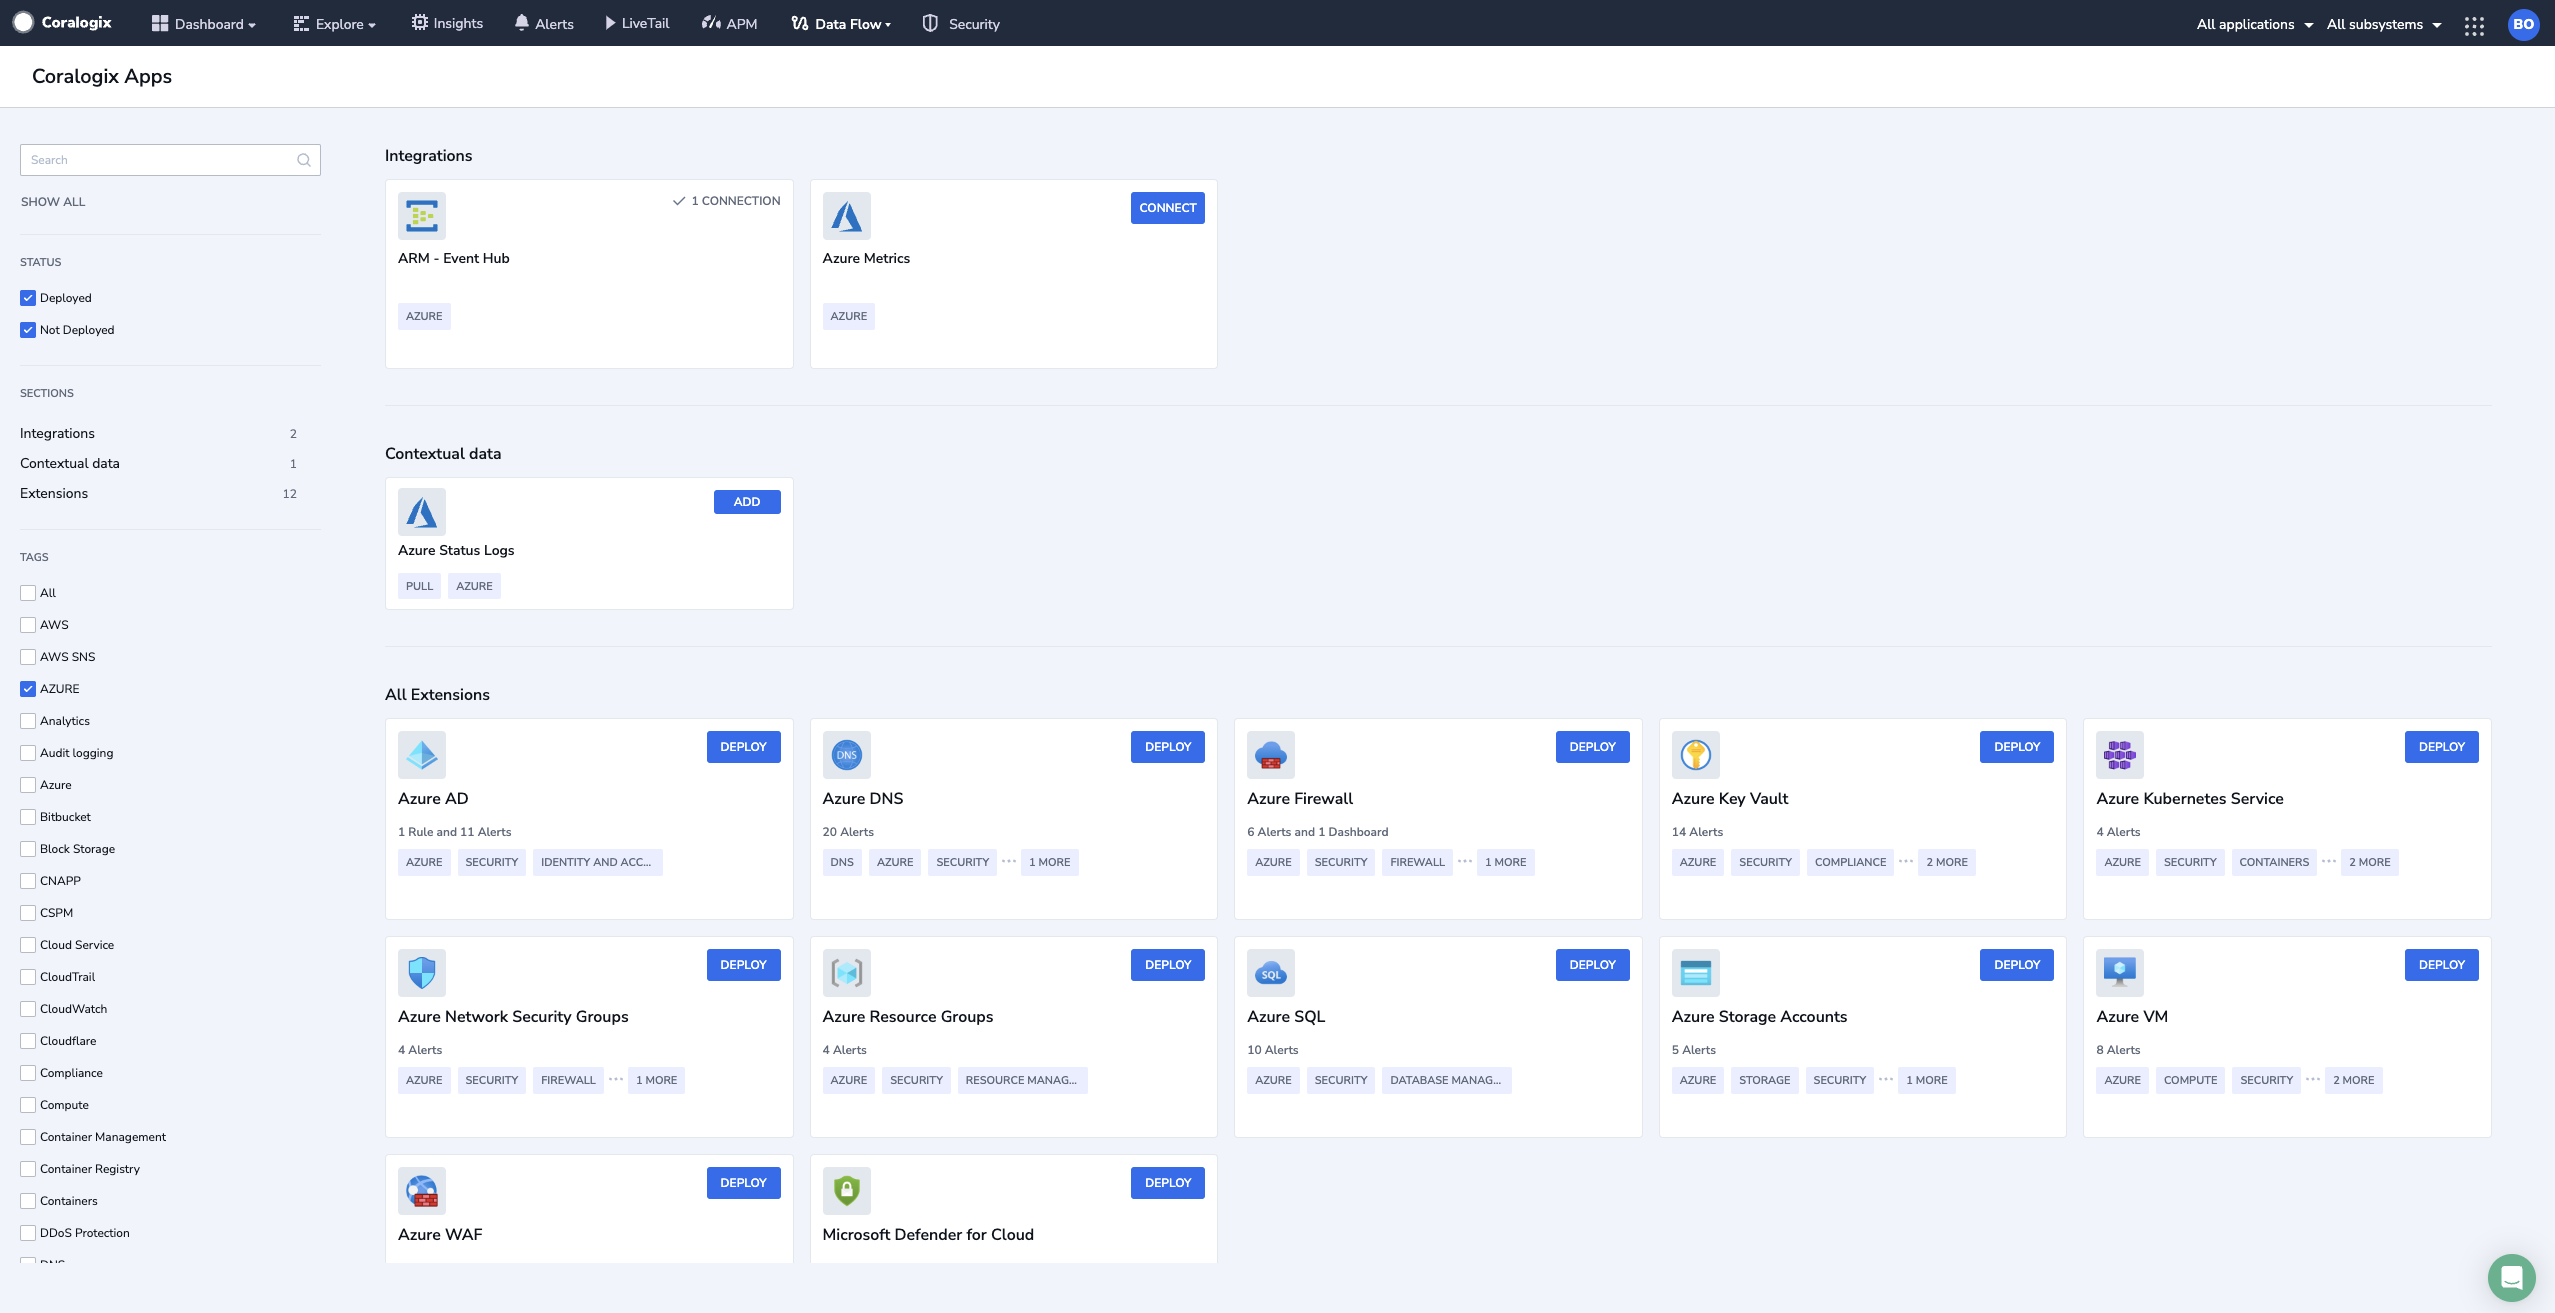 Coralogix Dashboard Explore Insights Alerts LiveTail APM Data Flow Security All applications All subsystems BO
Coralogix Apps
Search
SHOW ALL
STATUS
Deployed
Not Deployed
SECTIONS
Integrations 2
Contextual data 1
Extensions 12
TAGS
All
AWS
AWS SNS
AZURE
Analytics
Audit logging
Azure
Bitbucket
Block Storage
CNAPP
CSPM
Cloud Service
CloudTrail
CloudWatch
Cloudflare
Compliance
Compute
Container Management
Container Registry
Containers
DDoS Protection
DNS
Integrations
1 CONNECTION
ARM - Event Hub
AZURE
CONNECT
Azure Metrics
AZURE
Contextual data
ADD
Azure Status Logs
PULL AZURE
All Extensions
DEPLOY
Azure AD
1 Rule and 11 Alerts
AZURE SECURITY IDENTITY AND ACC...
DNS
DEPLOY
Azure DNS
20 Alerts
DNS AZURE SECURITY ••• 1 MORE
DEPLOY
Azure Firewall
6 Alerts and 1 Dashboard
AZURE SECURITY FIREWALL ••• 1 MORE
DEPLOY
Azure Key Vault
14 Alerts
AZURE SECURITY COMPLIANCE ••• 2 MORE
DEPLOY
Azure Kubernetes Service
4 Alerts
AZURE SECURITY CONTAINERS ••• 2 MORE
DEPLOY
Azure Network Security Groups
4 Alerts
AZURE SECURITY FIREWALL ••• 1 MORE
DEPLOY
Azure Resource Groups
4 Alerts
AZURE SECURITY RESOURCE MANAG...
SQL
DEPLOY
Azure SQL
10 Alerts
AZURE SECURITY DATABASE MANAG...
DEPLOY
Azure Storage Accounts
5 Alerts
AZURE STORAGE SECURITY ••• 1 MORE
DEPLOY
Azure VM
8 Alerts
AZURE COMPUTE SECURITY ••• 2 MORE
DEPLOY
Azure WAF
DEPLOY
Microsoft Defender for Cloud